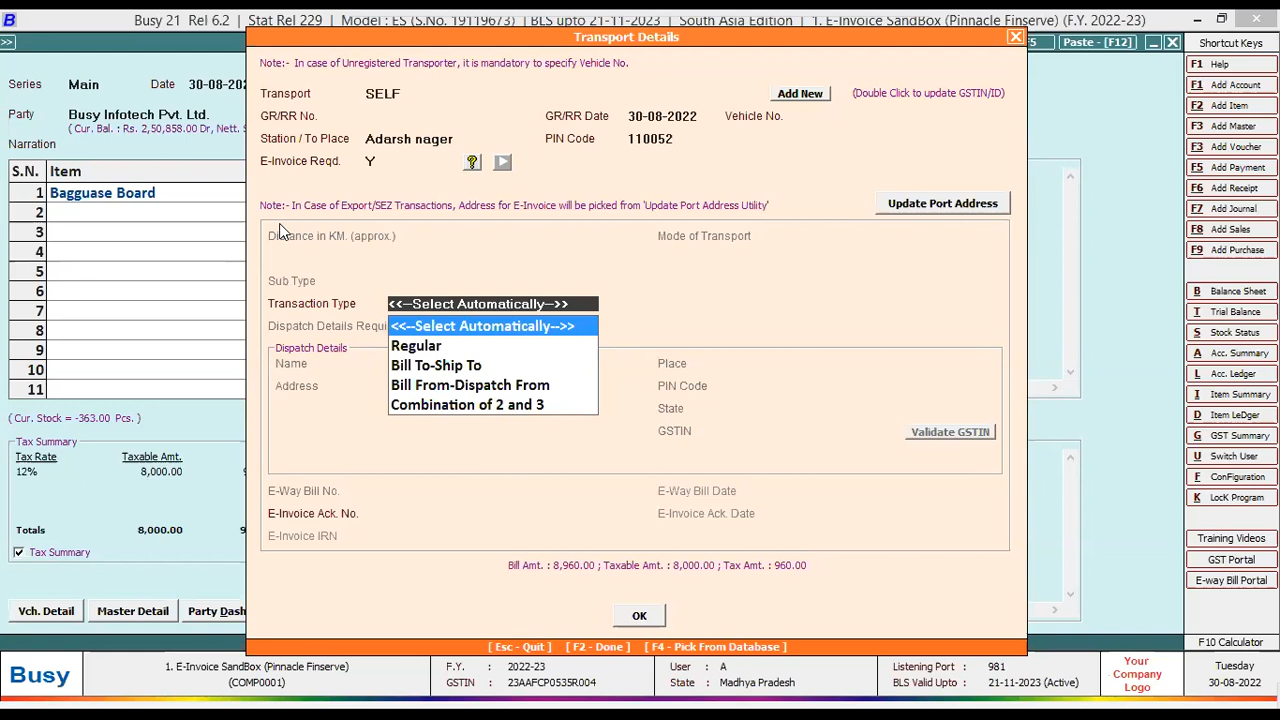 B Busy 21 Rel 6.2 | Stat Rel 229 | Model : ES (S.No. 19119673) | BLS upto 21-11-2023 | South Asia Edition | 1. E-Invoice SandBox (Pinnacle Finserve) (F.Y. 2022-23)
>>
Transport Details
F5 Paste - [F12]
Shortcut Keys
Series Main Date 30-08-20
Party Busy Infotech Pvt. Ltd.
( Cur. Bal. : Rs. 2,50,858.00 Dr, Nett.
Narration
S.N. Item
1 Bagguase Board
2
3
4
5
6
7
8
9
10
11
( Cur. Stock = -363.00 Pcs. )
Tax Summary
Tax Rate Taxable Amt.
12% 8,000.00
Totals 8,000.00
Tax Summary
Vch. Detail Master Detail Party Dash
Note:- In case of Unregistered Transporter, it is mandatory to specify Vehicle No.
Transport SELF Add New (Double Click to update GSTIN/ID)
GR/RR No. GR/RR Date 30-08-2022 Vehicle No.
Station / To Place Adarsh nager PIN Code 110052
E-Invoice Reqd. Y ?
Note:- In Case of Export/SEZ Transactions, Address for E-Invoice will be picked from 'Update Port Address Utility' Update Port Address
Distance in KM. (approx.) Mode of Transport
Sub Type
Transaction Type <<--Select Automatically-->>
<<--Select Automatically-->>
Regular
Bill To-Ship To
Bill From-Dispatch From
Combination of 2 and 3
Dispatch Details Requi
Dispatch Details
Name Place
Address PIN Code
State
GSTIN Validate GSTIN
E-Way Bill No. E-Way Bill Date
E-Invoice Ack. No. E-Invoice Ack. Date
E-Invoice IRN
Bill Amt. : 8,960.00 ; Taxable Amt. : 8,000.00 ; Tax Amt. : 960.00
OK
[ Esc - Quit ] [ F2 - Done ] [ F4 - Pick From Database ]
F1 Help
F1 Add Account
F2 Add Item
F3 Add Master
F3 Add Voucher
F5 Add Payment
F6 Add Receipt
F7 Add Journal
F8 Add Sales
F9 Add Purchase
B Balance Sheet
T Trial Balance
S Stock Status
A Acc. Summary
L Acc. Ledger
I Item Summary
D Item LeDger
G GST Summary
U Switch User
F ConFiguration
K LocK Program
Training Videos
GST Portal
E-way Bill Portal
F10 Calculator
Busy
1. E-Invoice SandBox (Pinnacle Finserve)
(COMP0001)
F.Y. : 2022-23
GSTIN : 23AAFCP0535R004
User : A
State : Madhya Pradesh
Listening Port : 981
BLS Valid Upto : 21-11-2023 (Active)
Your
Company
Logo
Tuesday
30-08-2022